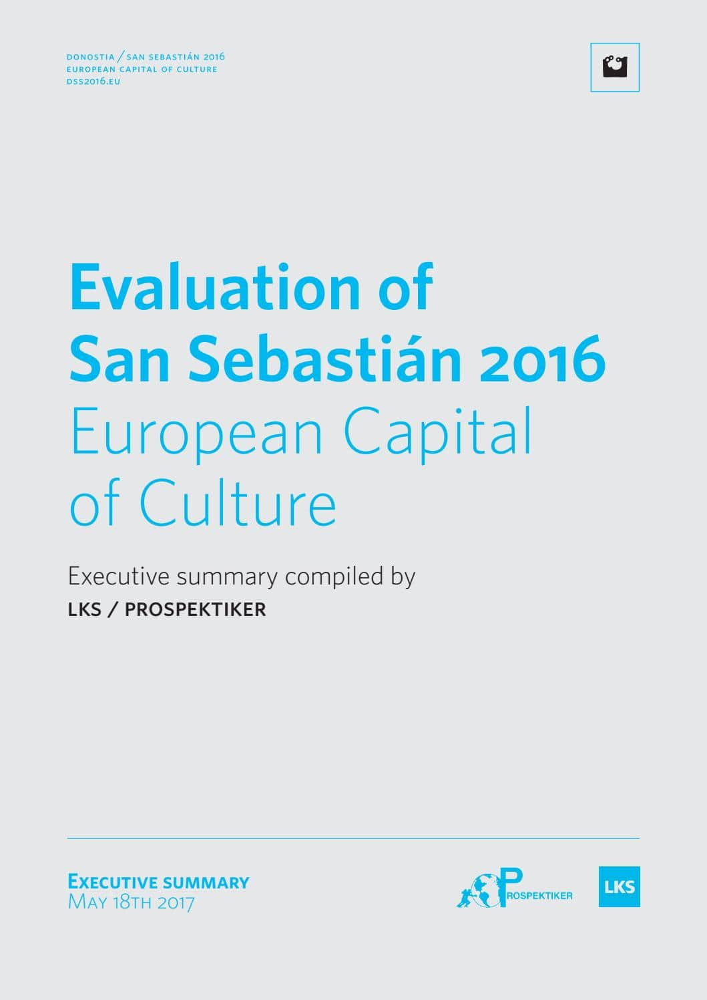 DONOSTIA / SAN SEBASTIÁN 2016
EUROPEAN CAPITAL OF CULTURE
DSS2016.EU
Evaluation of
San Sebastián 2016
European Capital
of Culture
Executive summary compiled by
LKS / PROSPEKTIKER
EXECUTIVE SUMMARY
MAY 18TH 2017
PROSPEKTIKER
LKS